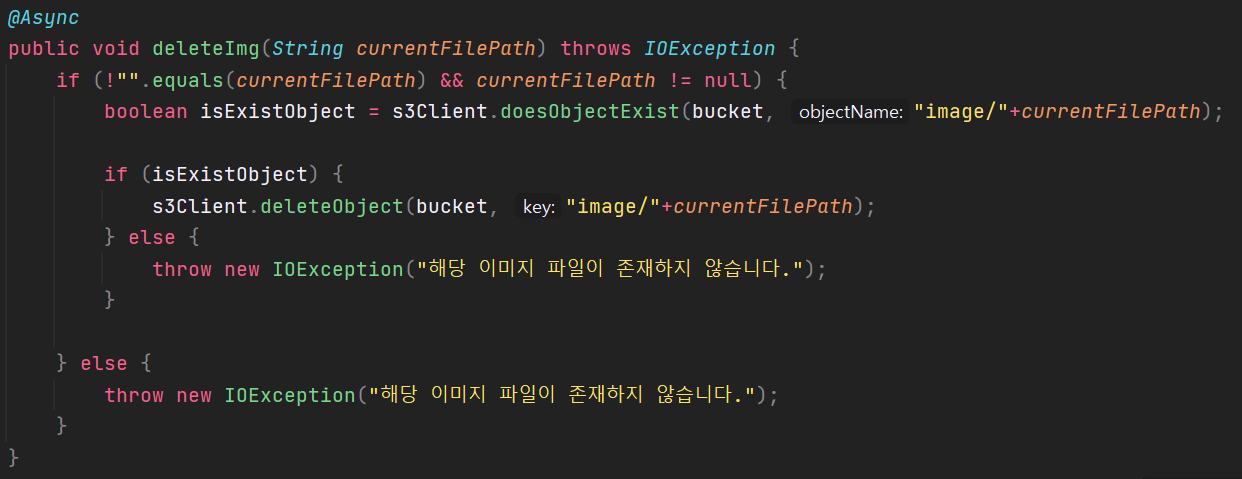 @Async
public void deleteImg(String currentFilePath) throws IOException {
if (!"".equals(currentFilePath) && currentFilePath != null) {
boolean isExistObject = s3Client.doesObjectExist(bucket, objectName: "image/"+currentFilePath);
if (isExistObject) {
s3Client.deleteObject(bucket, key: "image/"+currentFilePath);
} else {
throw new IOException("해당 이미지 파일이 존재하지 않습니다.");
}
} else {
throw new IOException("해당 이미지 파일이 존재하지 않습니다.");
}
}